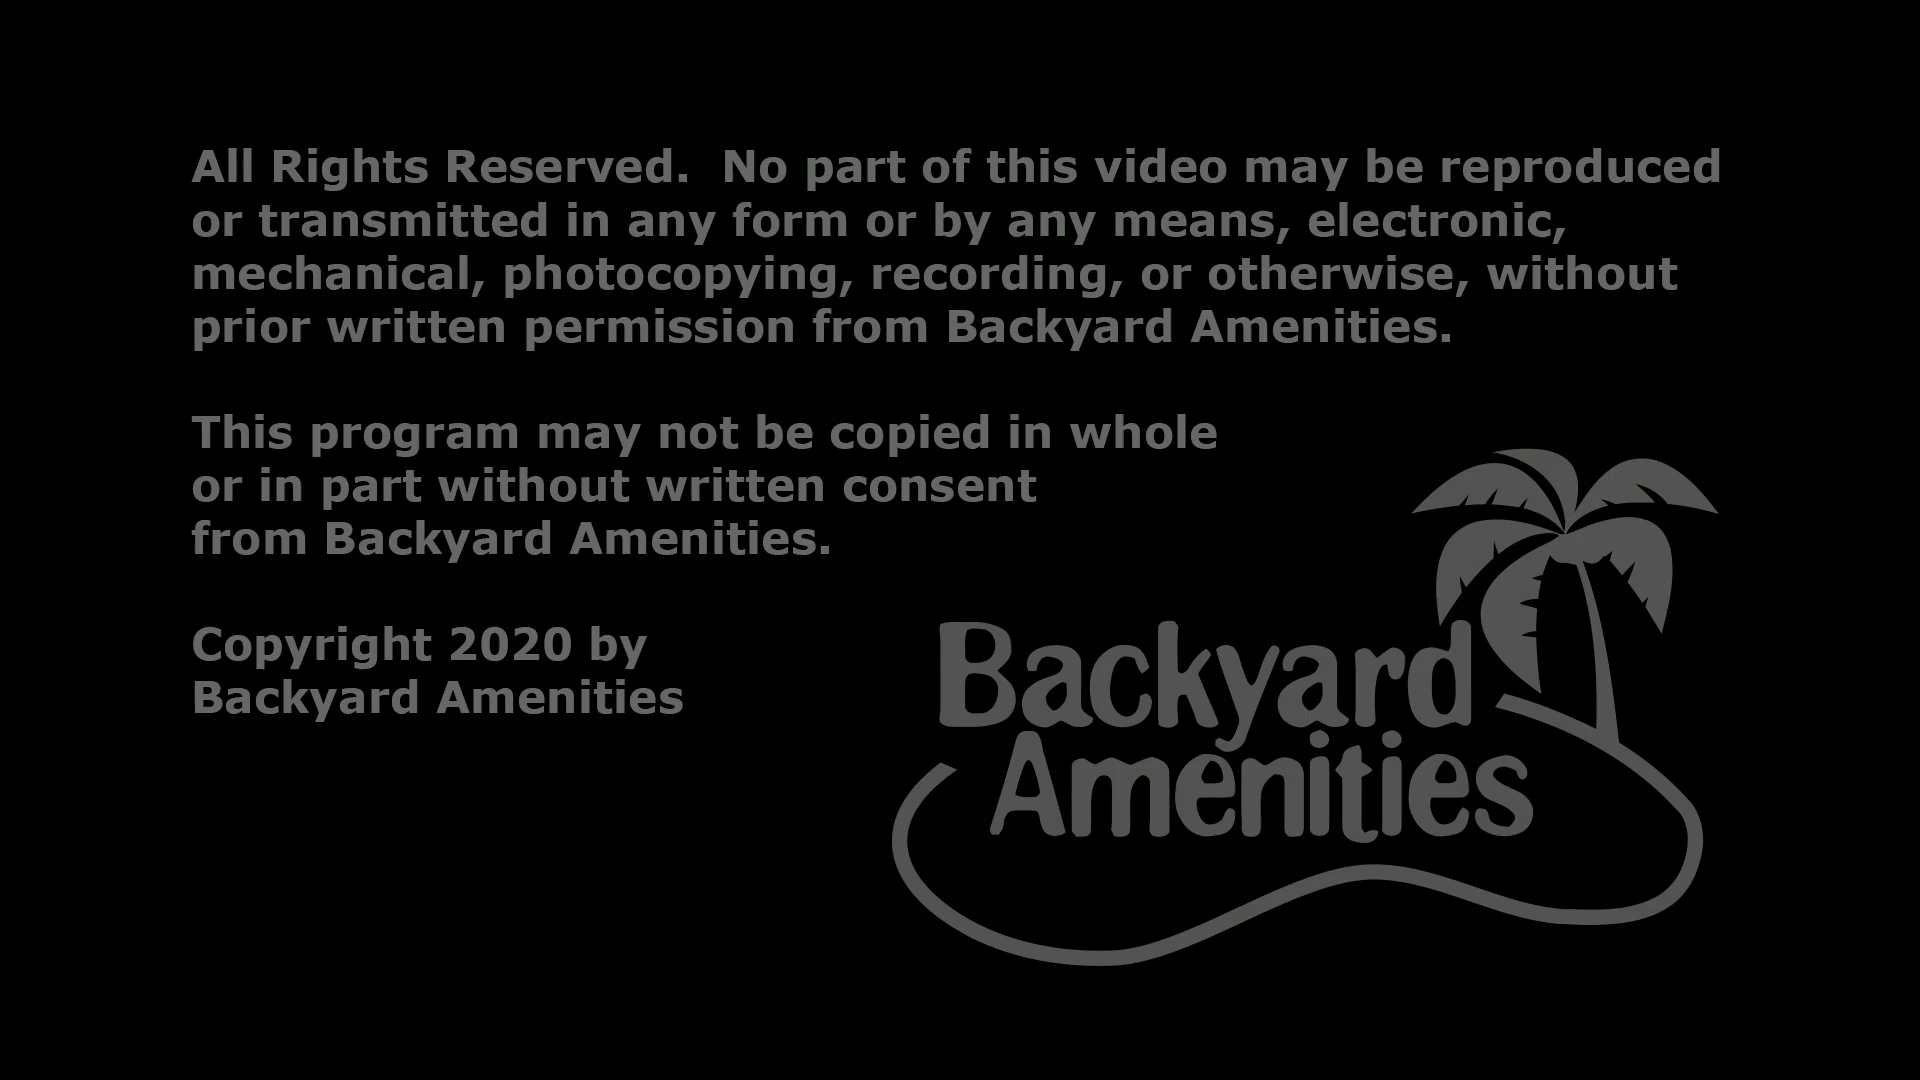 All Rights Reserved.  No part of this video may be reproduced
or transmitted in any form or by any means, electronic,
mechanical, photocopying, recording, or otherwise, without
prior written permission from Backyard Amenities.
This program may not be copied in whole
or in part without written consent
from Backyard Amenities.
Copyright 2020 by
Backyard Amenities
Backyard
Amenities